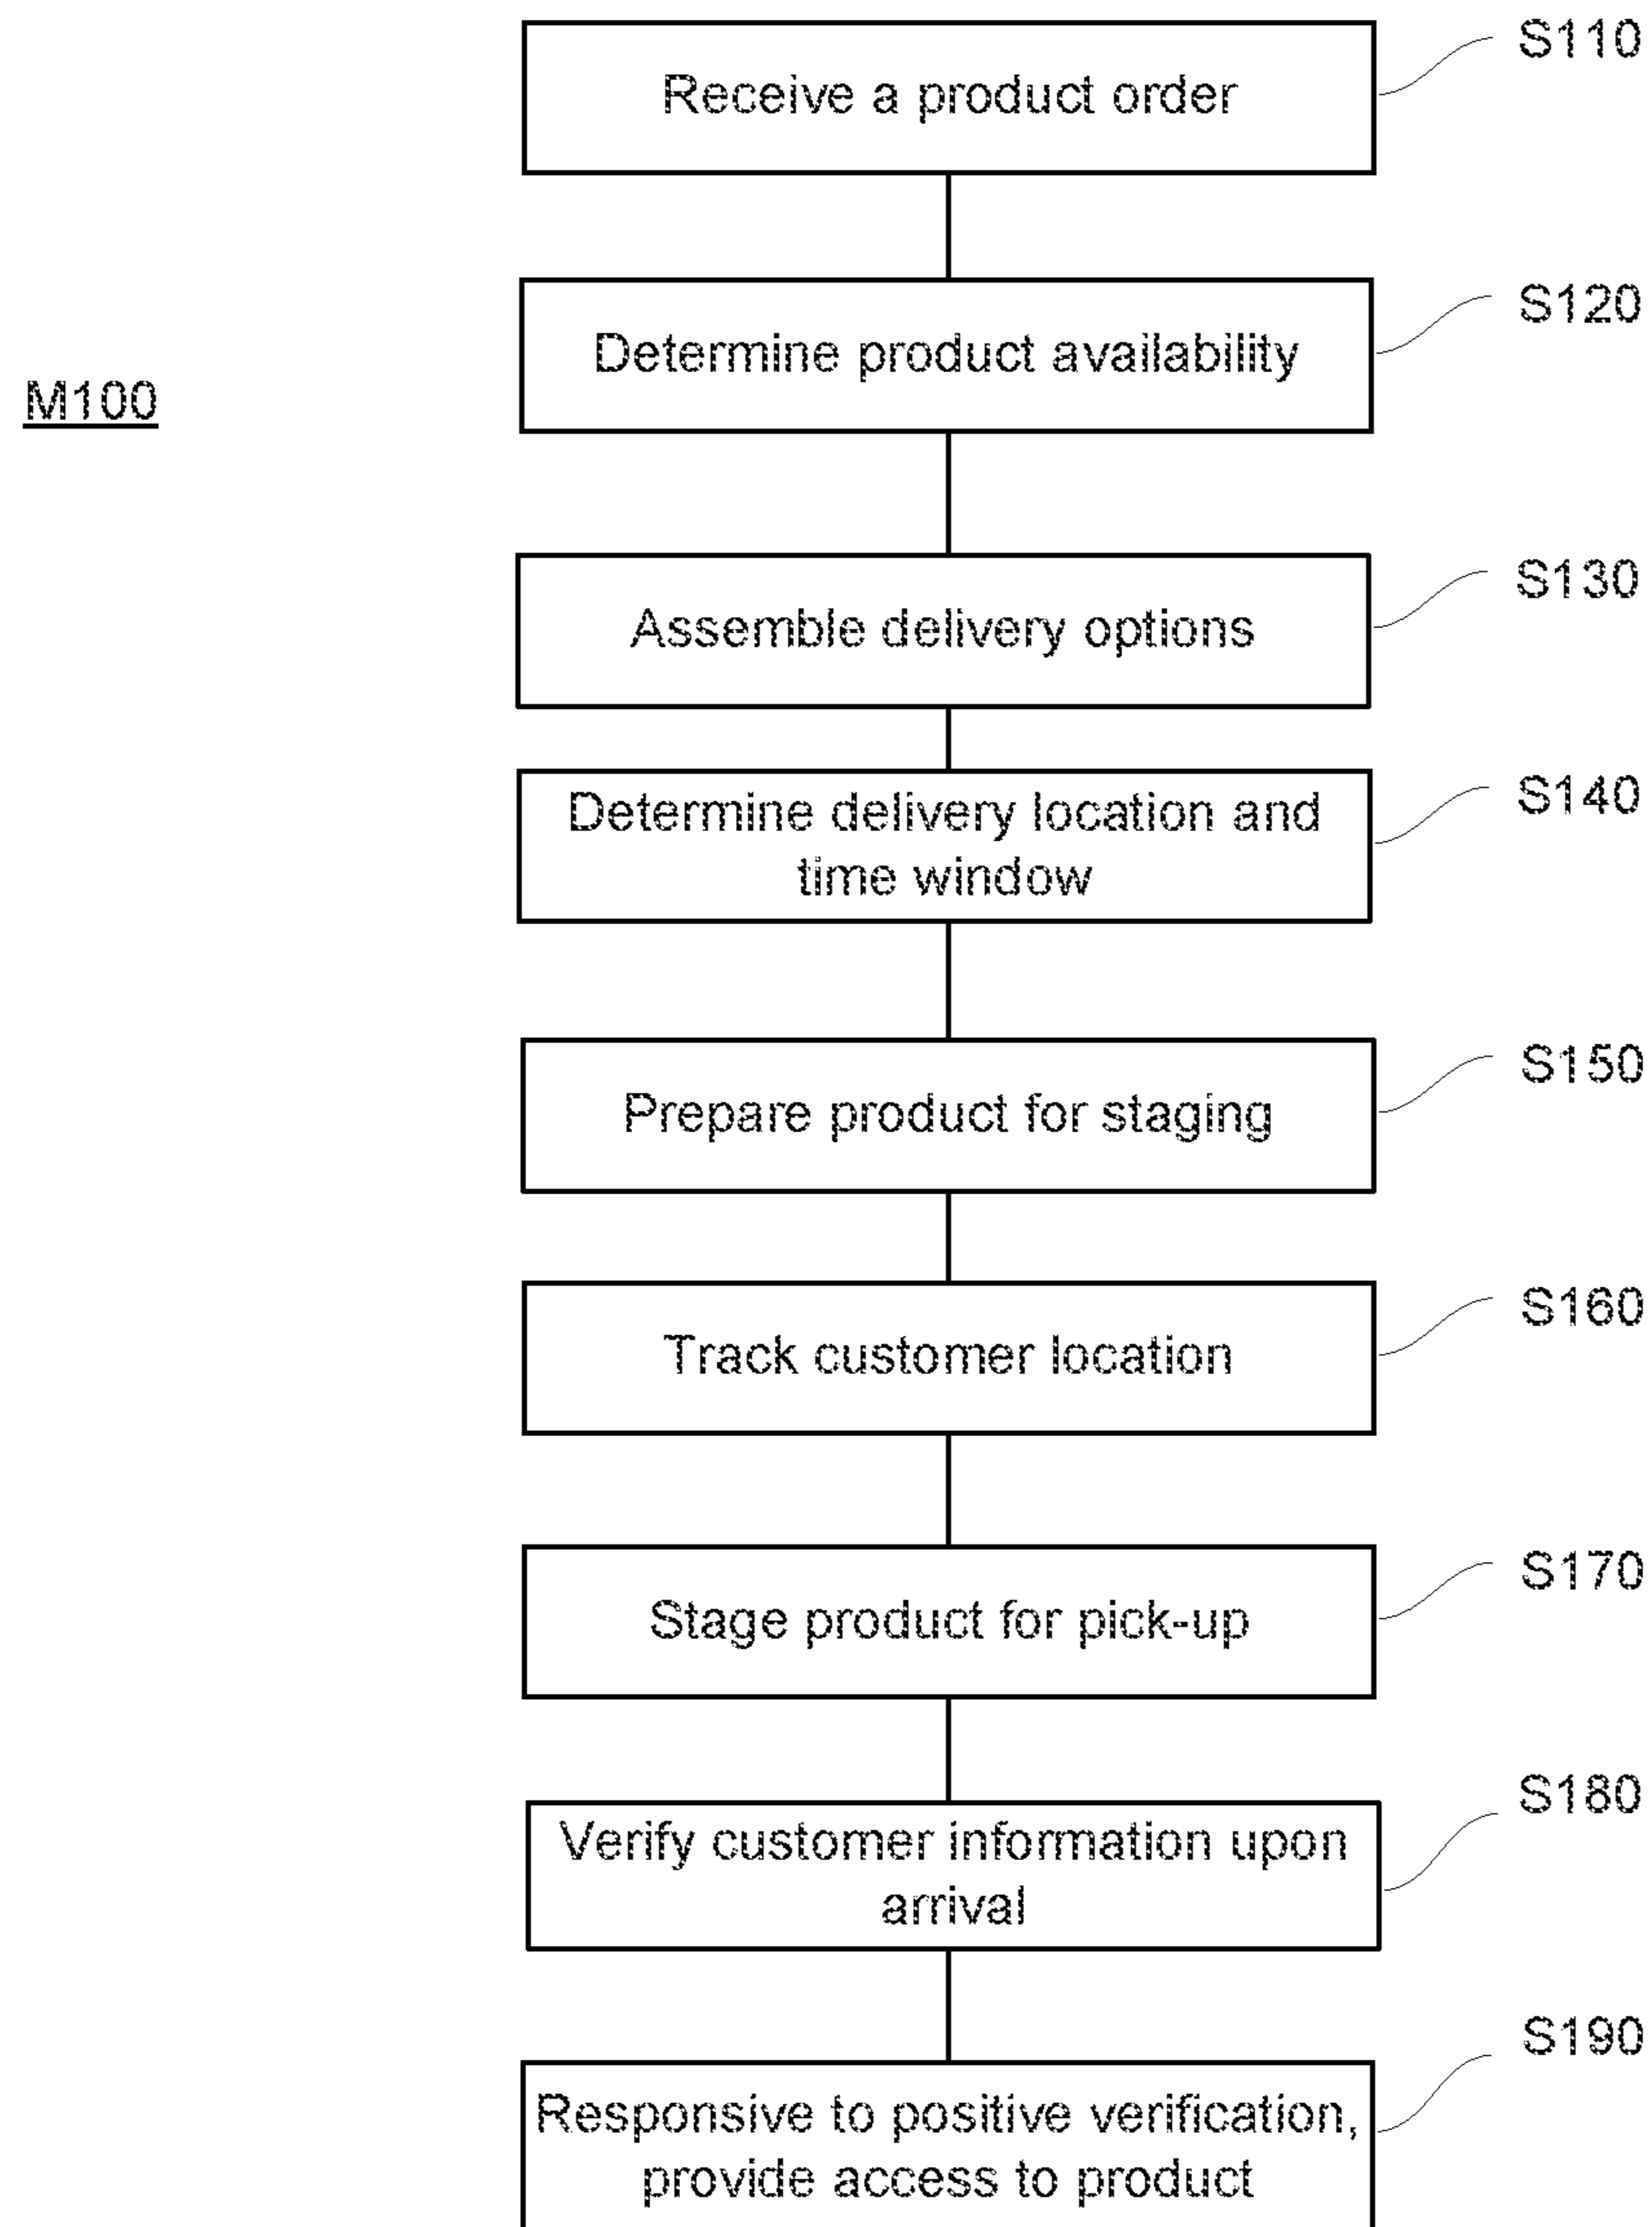 S110
Receive a product order
S120
Determine product availability
M100
S130
Assemble delivery options
S140
Determine delivery location and
time window
S150
Prepare product for staging
S160
Track customer location
S170
Stage product for pick-up
S180
Verify customer information upon
arrival
S190
Responsive to positive verification,
provide access to product